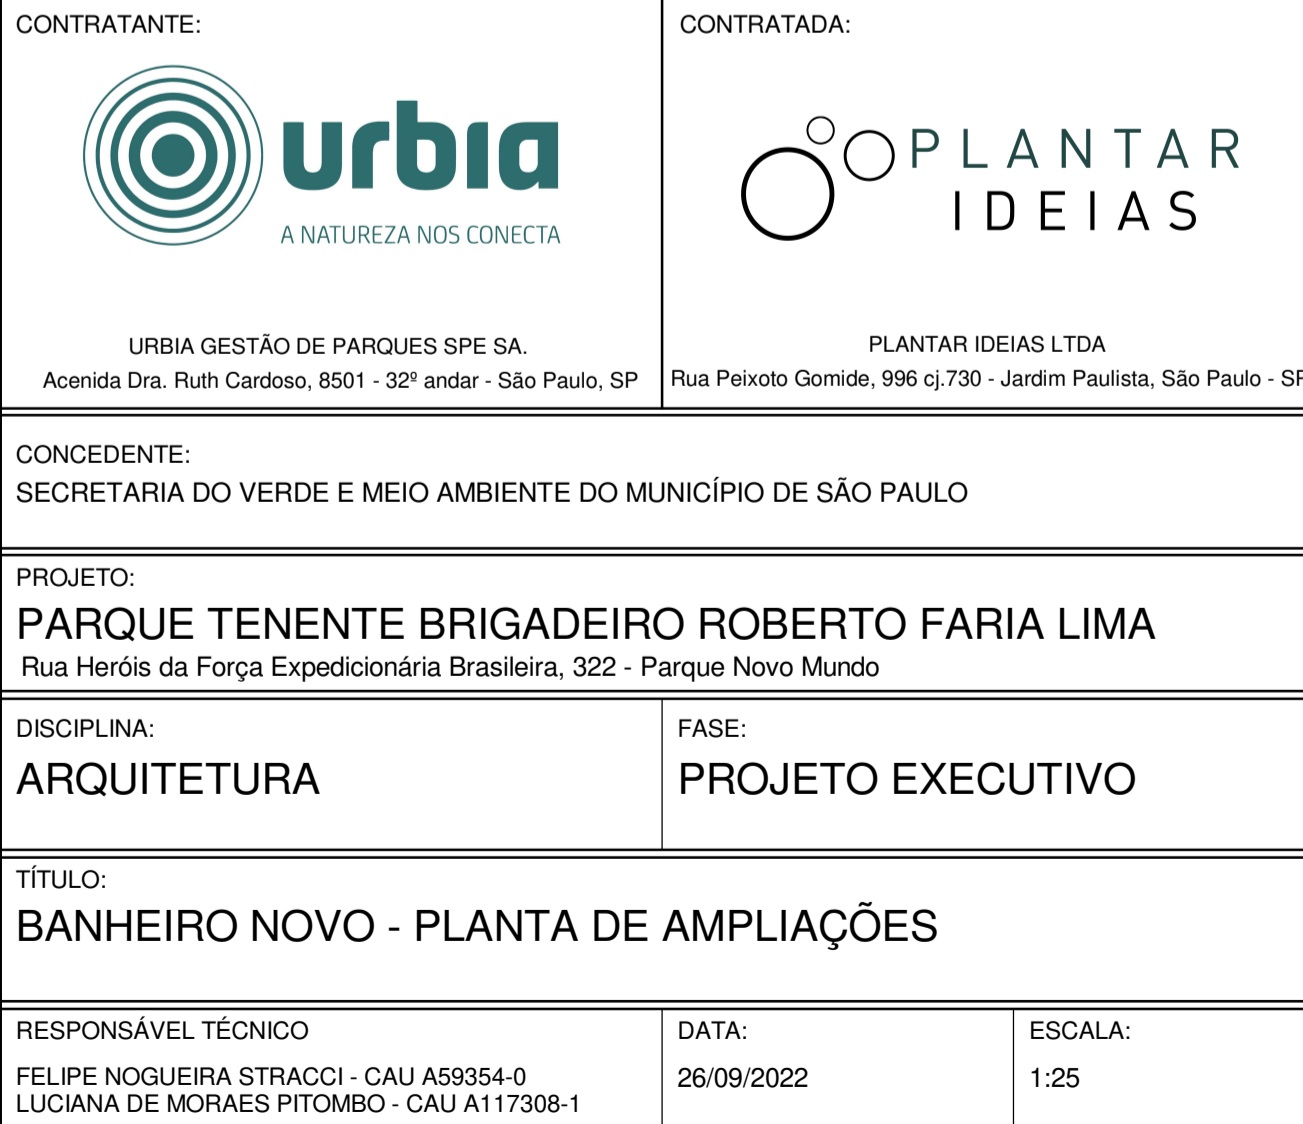 CONTRATANTE:
urbia
A NATUREZA NOS CONECTA
URBIA GESTÃO DE PARQUES SPE SA.
Acenida Dra. Ruth Cardoso, 8501 - 32º andar - São Paulo, SP
CONTRATADA:
PLANTAR
IDEIAS
PLANTAR IDEIAS LTDA
Rua Peixoto Gomide, 996 cj.730 - Jardim Paulista, São Paulo - SP
CONCEDENTE:
SECRETARIA DO VERDE E MEIO AMBIENTE DO MUNICÍPIO DE SÃO PAULO
PROJETO:
PARQUE TENENTE BRIGADEIRO ROBERTO FARIA LIMA
Rua Heróis da Força Expedicionária Brasileira, 322 - Parque Novo Mundo
DISCIPLINA:
ARQUITETURA
FASE:
PROJETO EXECUTIVO
TÍTULO:
BANHEIRO NOVO - PLANTA DE AMPLIAÇÕES
RESPONSÁVEL TÉCNICO
FELIPE NOGUEIRA STRACCI - CAU A59354-0
LUCIANA DE MORAES PITOMBO - CAU A117308-1
DATA:
26/09/2022
ESCALA:
1:25